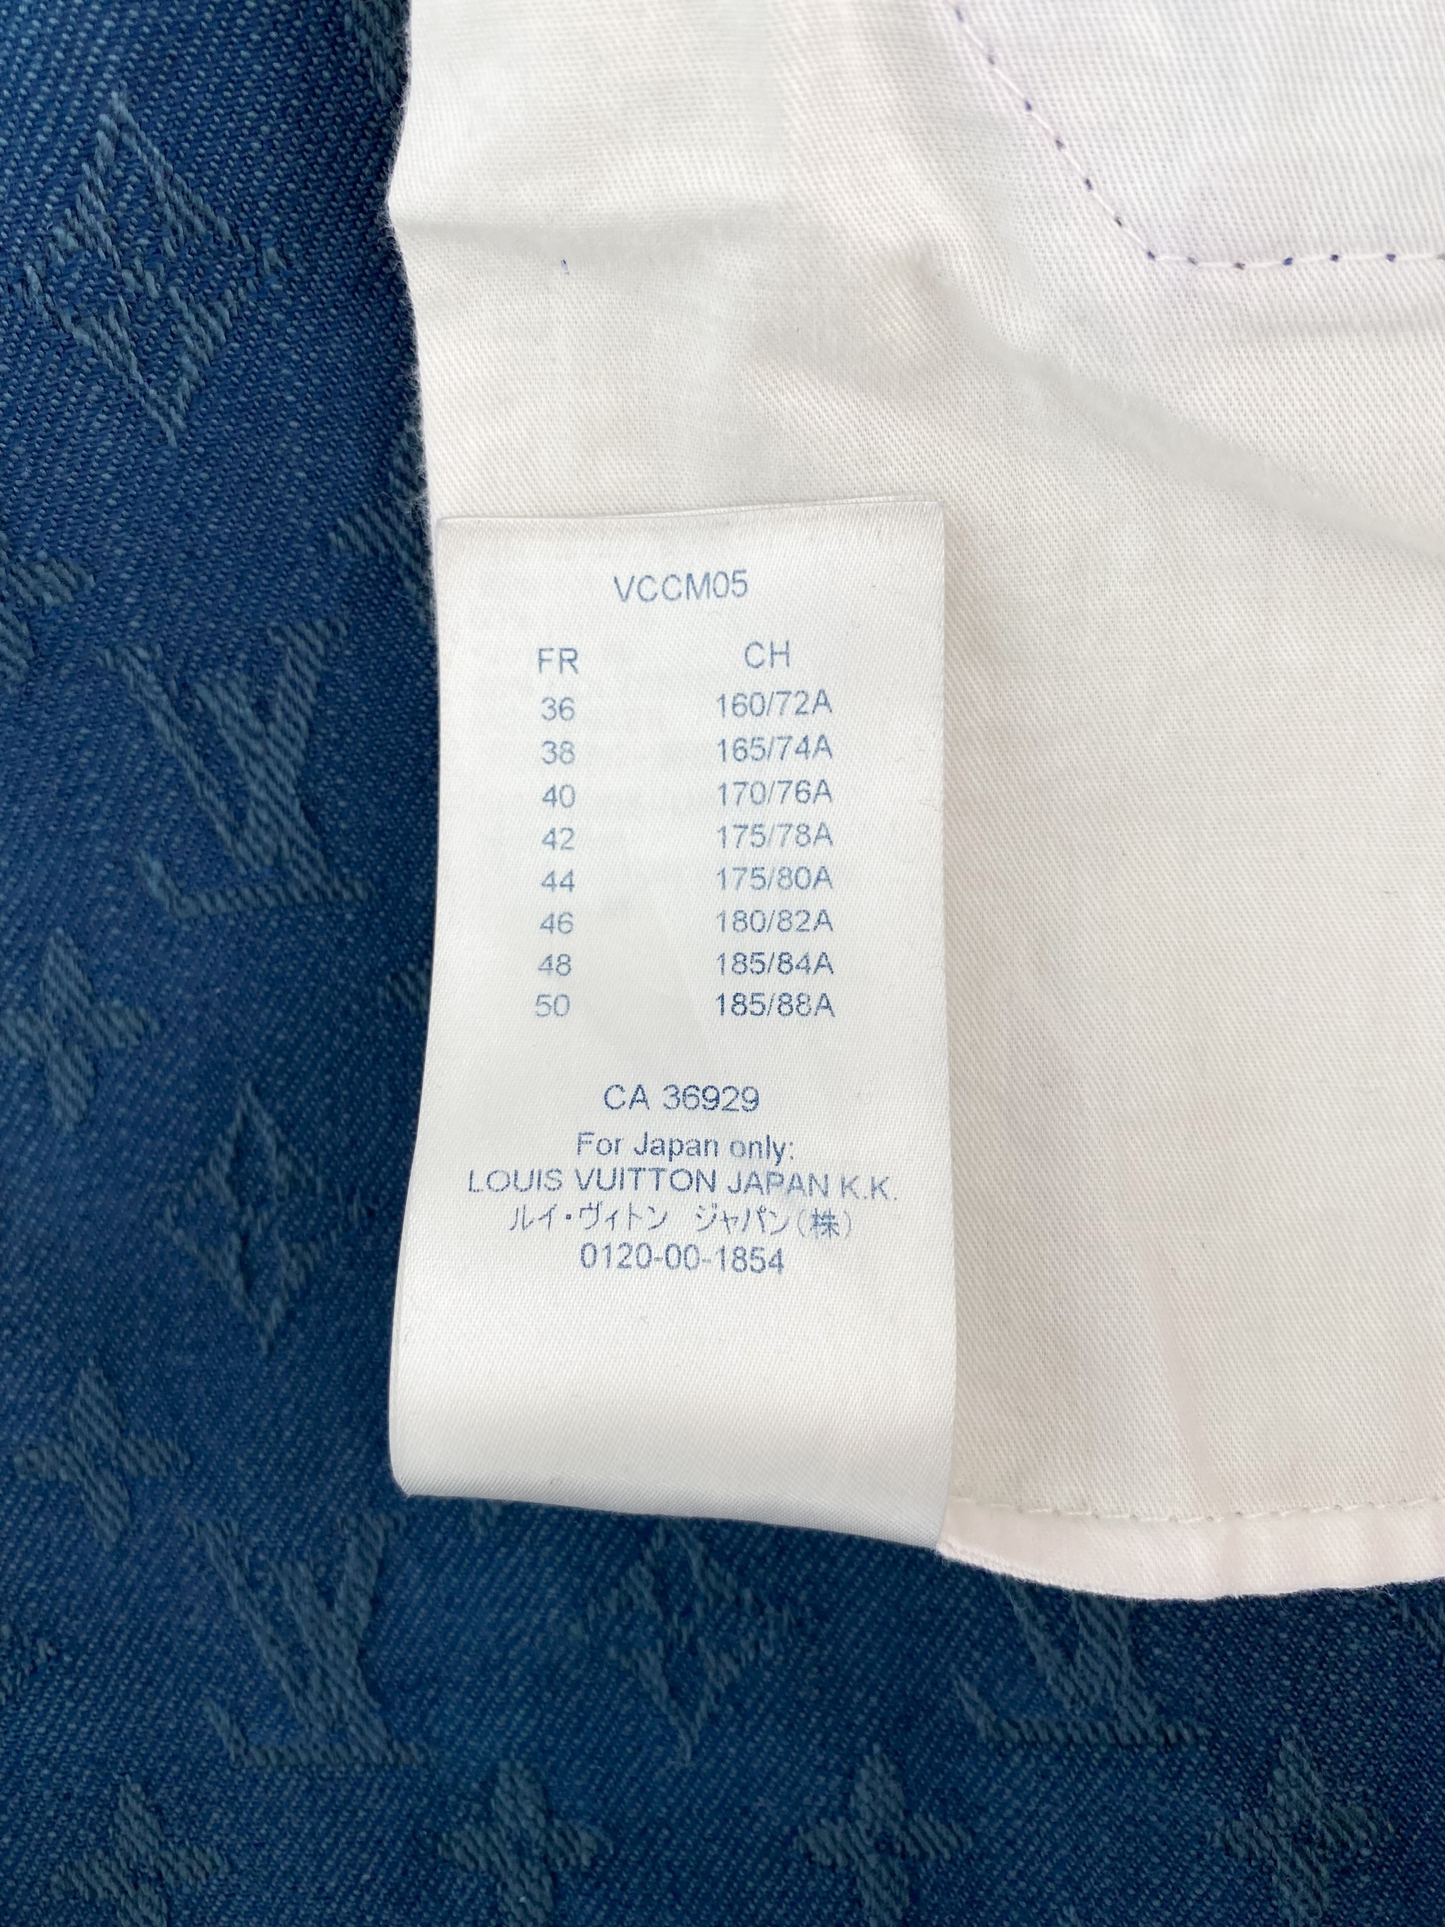 VCCM05
FR CH
36 160/72A
38 165/74A
40 170/76A
42 175/78A
44 175/80A
46 180/82A
48 185/84A
50 185/88A
CA 36929
For Japan only:
LOUIS VUITTON JAPAN K.K.
ルイ・ヴィトン ジャパン(株)
0120-00-1854